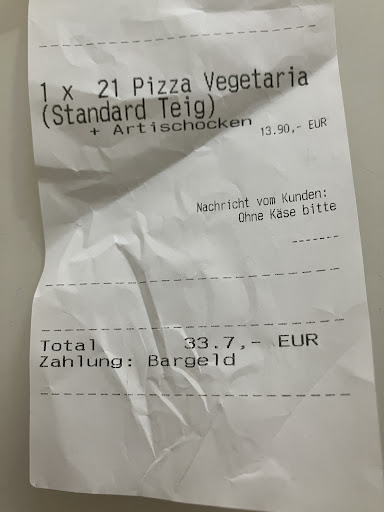 1 x 21 Pizza Vegetaria
(Standard Teig)
+ Artischocken
13.90,- EUR
Nachricht vom Kunden:
Ohne Käse bitte
Total 33.7,- EUR
Zahlung: Bargeld